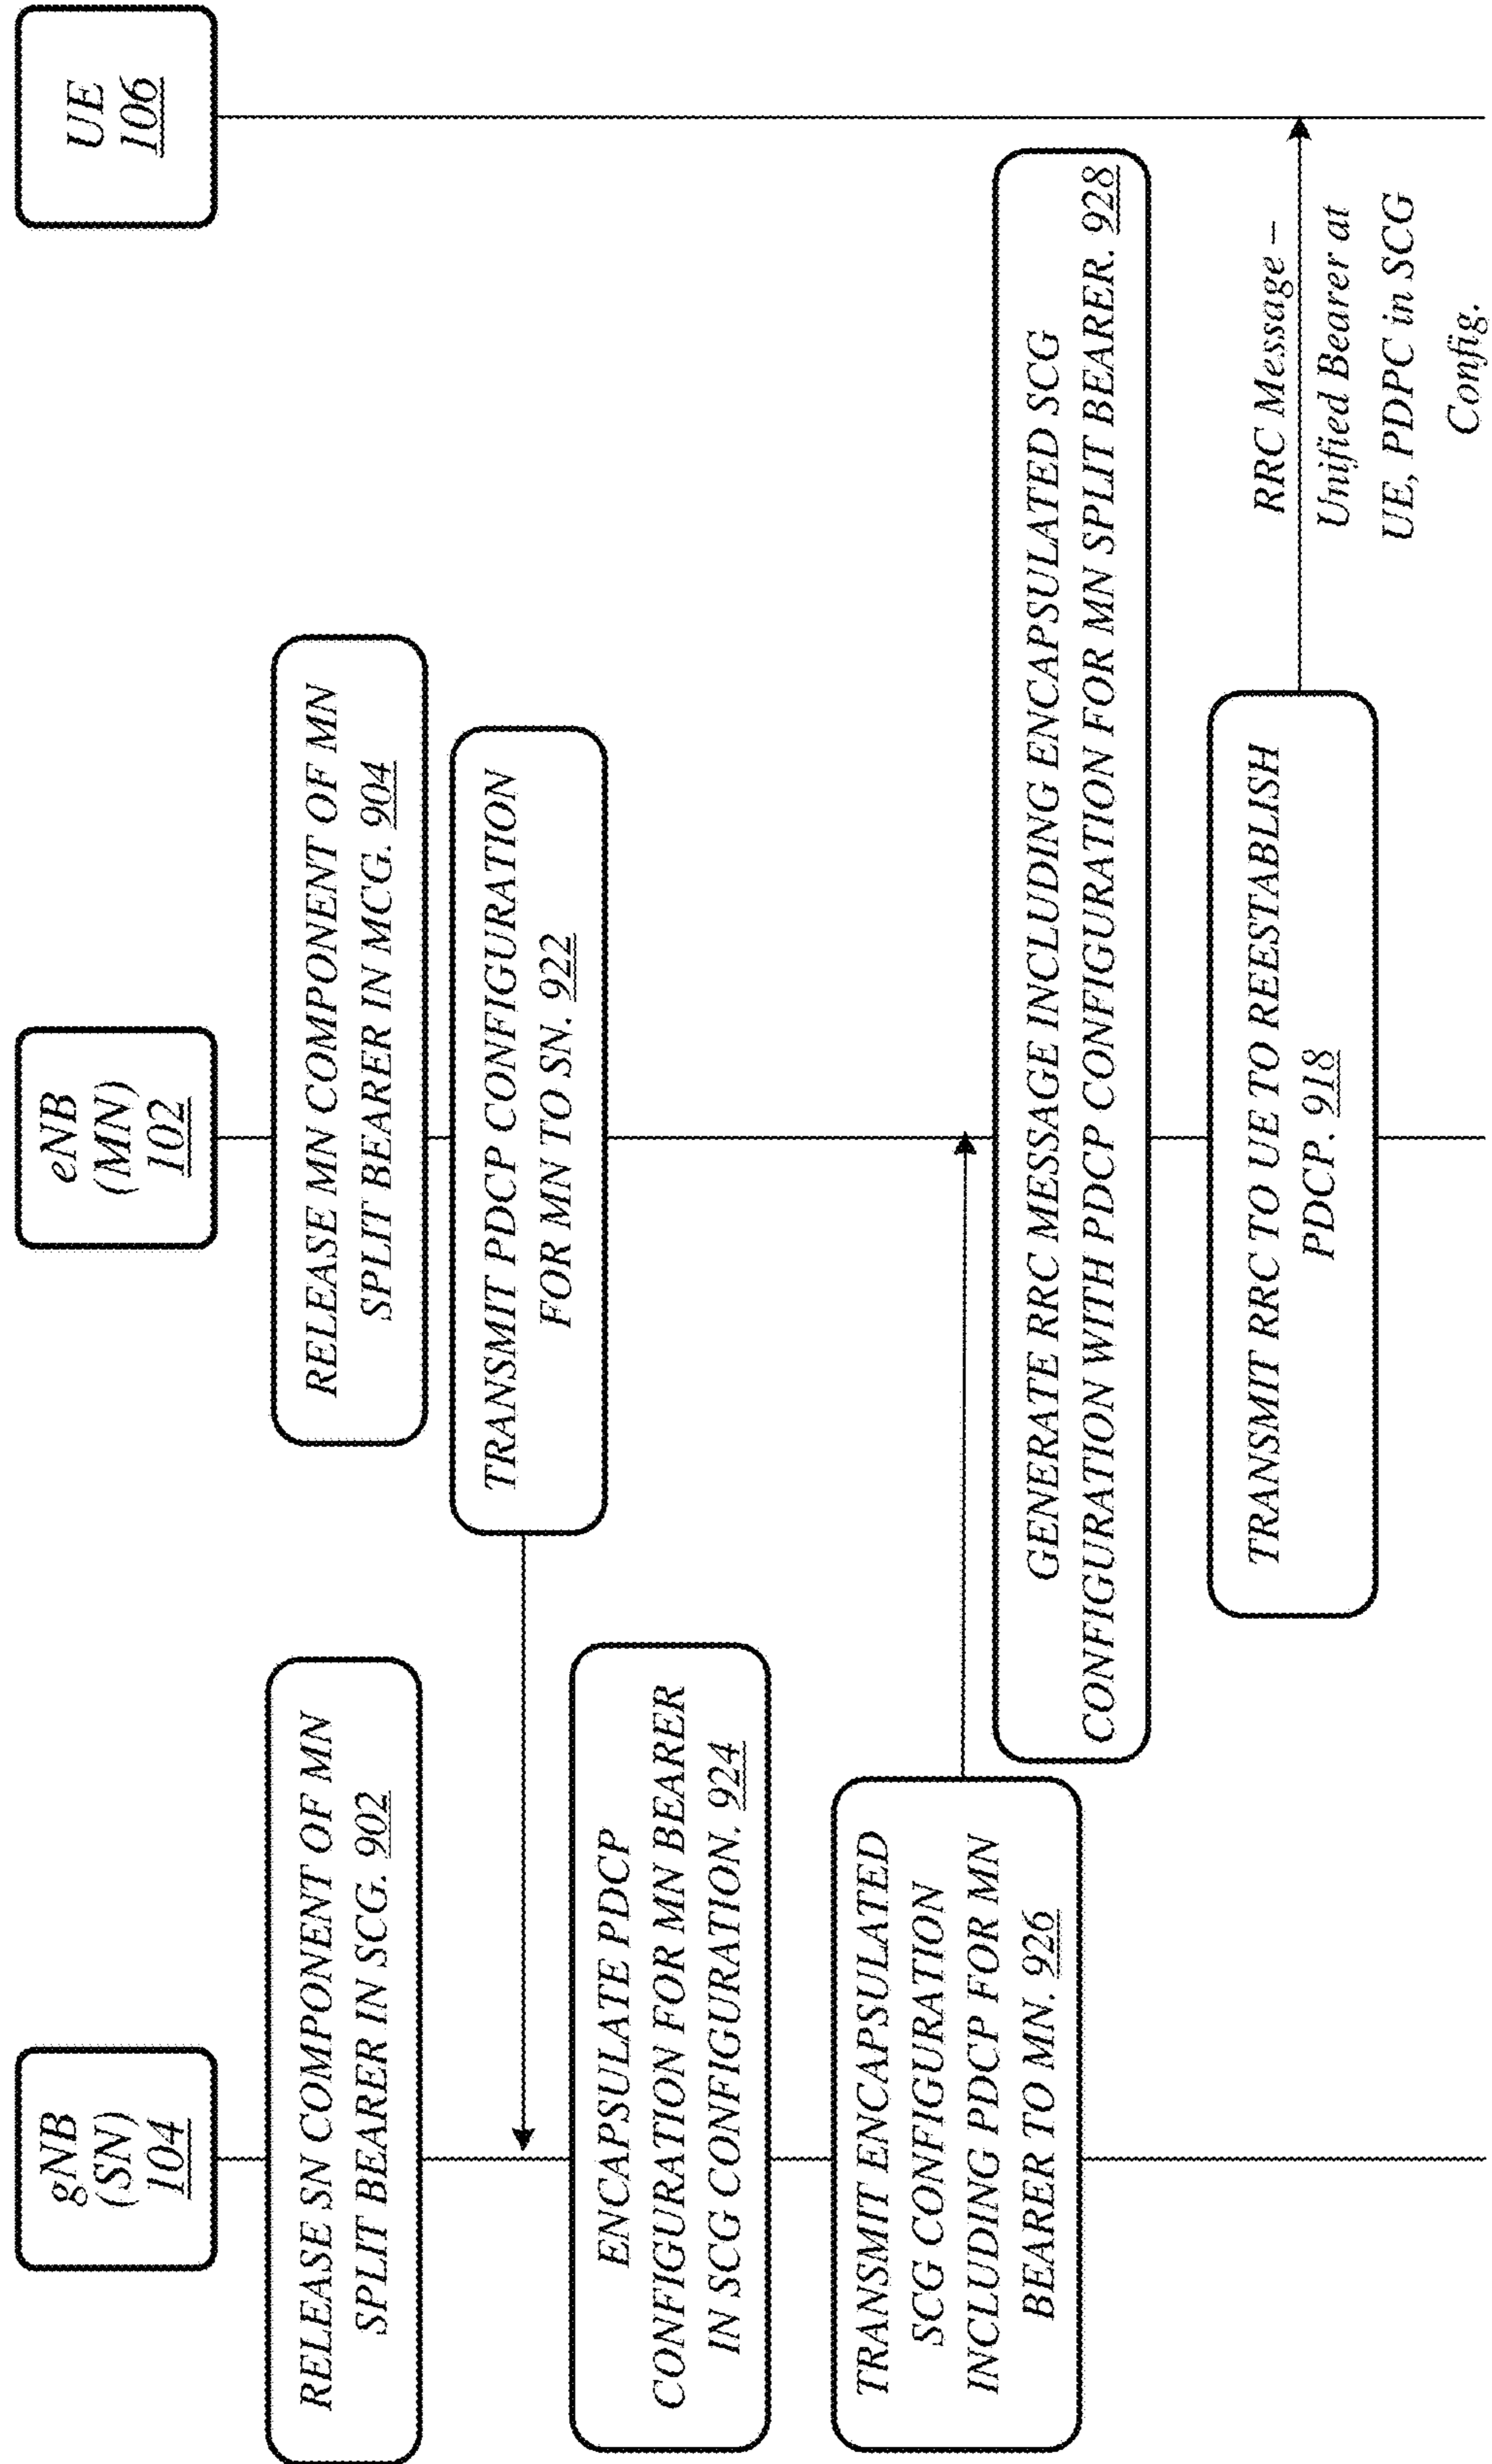 gNB
(SN)
104
eNB
(MN)
102
UE
106
RELEASE SN COMPONENT OF MN
SPLIT BEARER IN SCG. 902
RELEASE MN COMPONENT OF MN
SPLIT BEARER IN MCG. 904
TRANSMIT PDCP CONFIGURATION
FOR MN TO SN. 922
ENCAPSULATE PDCP
CONFIGURATION FOR MN BEARER
IN SCG CONFIGURATION. 924
TRANSMIT ENCAPSULATED
SCG CONFIGURATION
INCLUDING PDCP FOR MN
BEARER TO MN. 926
GENERATE RRC MESSAGE INCLUDING ENCAPSULATED SCG
CONFIGURATION WITH PDCP CONFIGURATION FOR MN SPLIT BEARER. 928
TRANSMIT RRC TO UE TO REESTABLISH
PDCP. 918
RRC Message –
Unified Bearer at
UE, PDPC in SCG
Config.